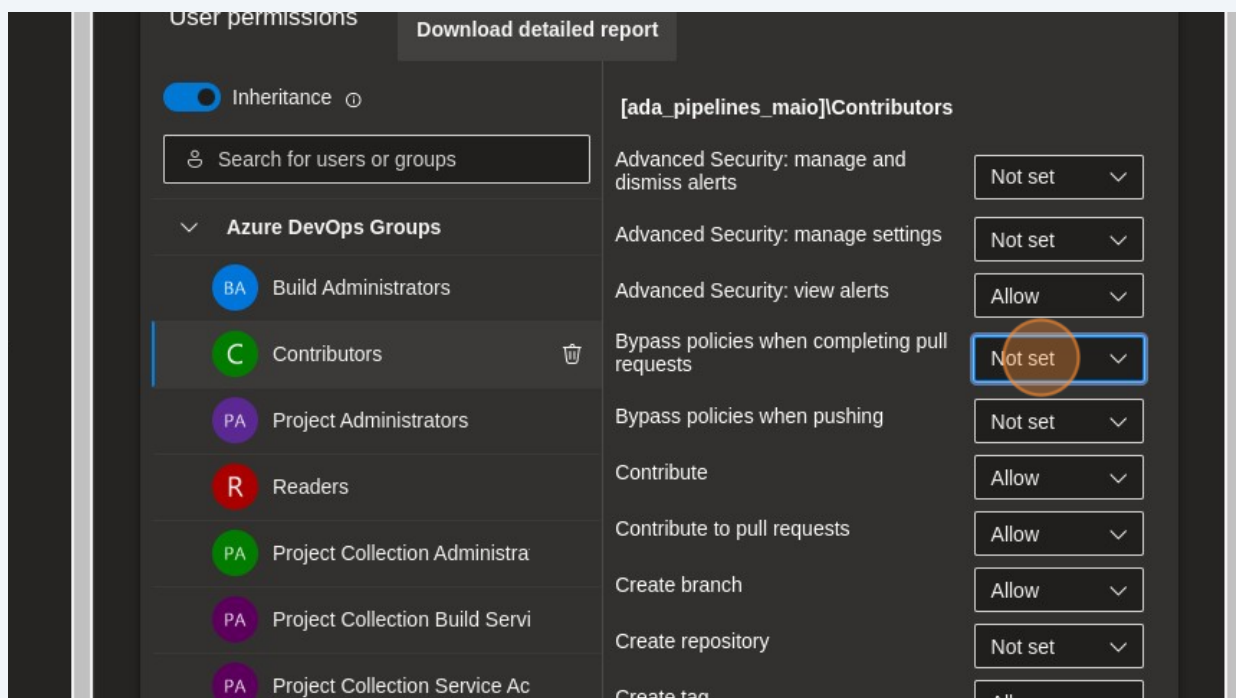 User permissions
Download detailed report
Inheritance
Search for users or groups
Azure DevOps Groups
BA Build Administrators
C Contributors
PA Project Administrators
R Readers
PA Project Collection Administra
PA Project Collection Build Servi
PA Project Collection Service Ac
[ada_pipelines_maio]\Contributors
Advanced Security: manage and
dismiss alerts
Not set
Advanced Security: manage settings
Not set
Advanced Security: view alerts
Allow
Bypass policies when completing pull
requests
Not set
Bypass policies when pushing
Not set
Contribute
Allow
Contribute to pull requests
Allow
Create branch
Allow
Create repository
Not set
Create tag